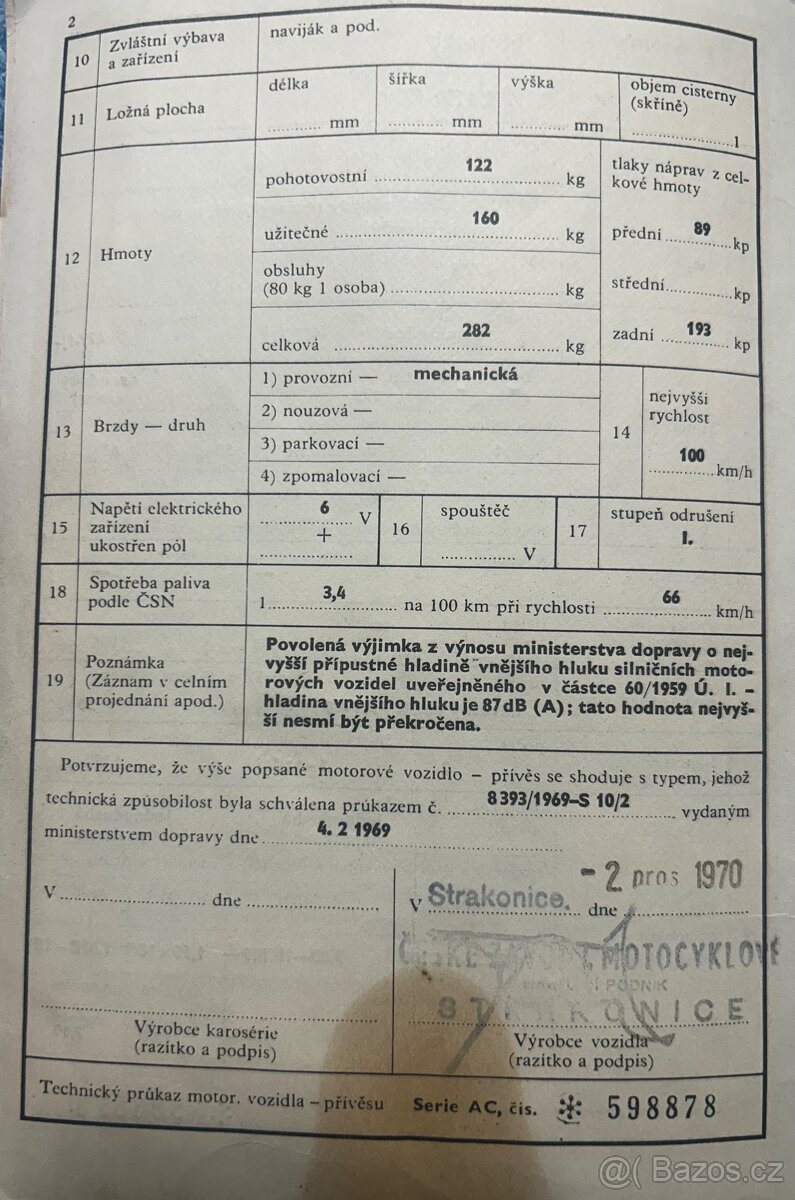 2
10 Zvláštní výbava a zařízení naviják a pod.
11 Ložná plocha délka ............ mm šířka ............ mm výška ............ mm objem cisterny (skříně) ............ l
12 Hmoty
pohotovostní 122 kg
užitečné 160 kg
obsluhy
(80 kg 1 osoba) ............ kg
celková 282 kg
tlaky náprav z cel-
kové hmoty
přední 89 kp
střední ............ kp
zadní 193 kp
13 Brzdy — druh
1) provozní — mechanická
2) nouzová —
3) parkovací —
4) zpomalovací —
14 nejvyšší
rychlost
100 km/h
15 Napětí elektrického
zařízení
ukostřen pól
6 V
+
16 spouštěč
............ V
17 stupeň odrušení
I.
18 Spotřeba paliva
podle ČSN
l 3,4 na 100 km při rychlosti 66 km/h
19 Poznámka
(Záznam v celním
projednání apod.)
Povolená výjimka z výnosu ministerstva dopravy o nej-
vyšší přípustné hladině vnějšího hluku silničních moto-
rových vozidel uveřejněného v částce 60/1959 Ú. l. –
hladina vnějšího hluku je 87 dB (A); tato hodnota nejvyš-
ší nesmí být překročena.
Potvrzujeme, že výše popsané motorové vozidlo – přívěs se shoduje s typem, jehož
technická způsobilost byla schválena průkazem č. 8393/1969–S 10/2 vydaným
ministerstvem dopravy dne 4. 2 1969
V ............ dne ............
V Strakonice. dne - 2. pros 1970
ČESKÉ ZÁVODY MOTOCYKLOVÉ
PODNIK
STRAKONICE
Výrobce karosérie
(razítko a podpis)
Výrobce vozidla
(razítko a podpis)
Technický průkaz motor. vozidla – přívěsu Serie AC, čis. 598878
@( Bazos.cz